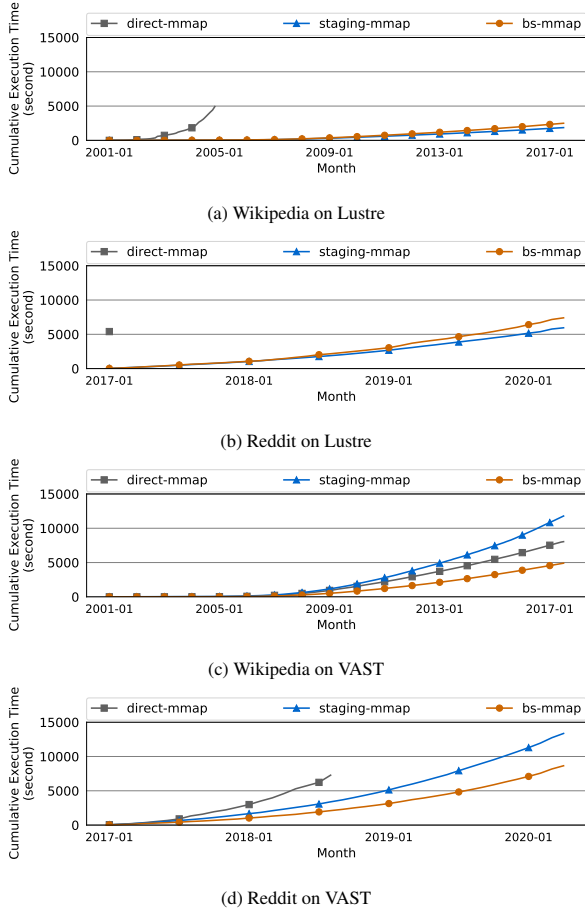 direct-mmap staging-mmap bs-mmap
Cumulative Execution Time
(second)
15000
10000
5000
0
2001-01 2005-01 2009-01 2013-01 2017-01
Month
(a) Wikipedia on Lustre
direct-mmap staging-mmap bs-mmap
Cumulative Execution Time
(second)
15000
10000
5000
0
2017-01 2018-01 2019-01 2020-01
Month
(b) Reddit on Lustre
direct-mmap staging-mmap bs-mmap
Cumulative Execution Time
(second)
15000
10000
5000
0
2001-01 2005-01 2009-01 2013-01 2017-01
Month
(c) Wikipedia on VAST
direct-mmap staging-mmap bs-mmap
Cumulative Execution Time
(second)
15000
10000
5000
0
2017-01 2018-01 2019-01 2020-01
Month
(d) Reddit on VAST